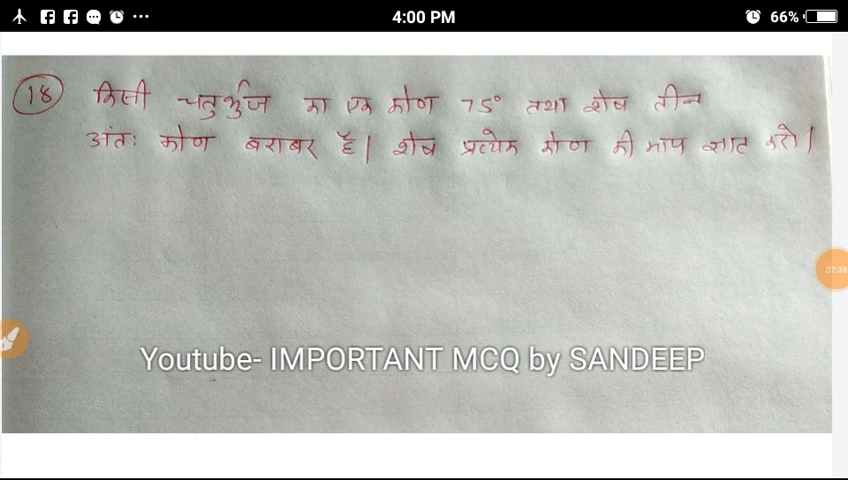 4:00 PM
66%
18 किसी चतुर्भुज का एक कोण 75° तथा शेष तीन
अंतः कोण बराबर है। शेष प्रत्येक कोण की माप ज्ञात करो।
07:38
Youtube- IMPORTANT MCQ by SANDEEP